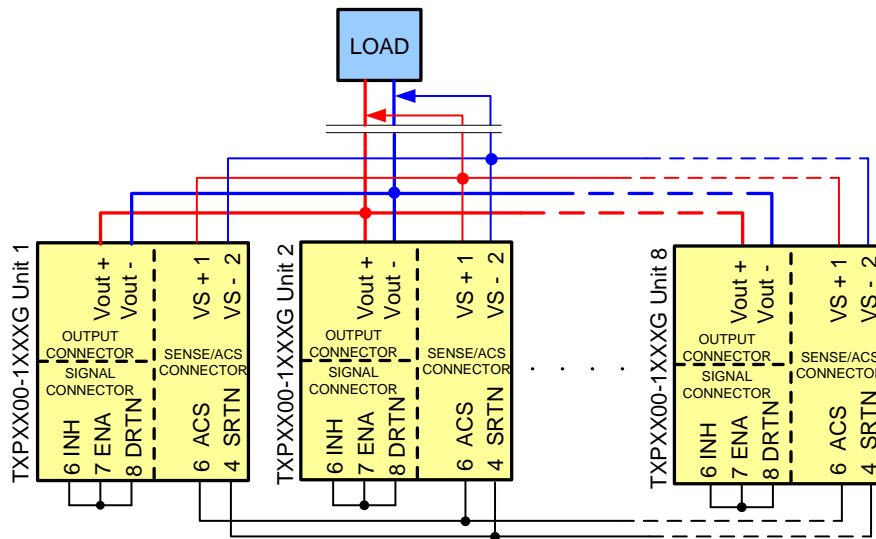 LOAD
TXPXX00-1XXXG Unit 1
Vout +
Vout -
VS + 1
VS - 2
OUTPUT
CONNECTOR
SIGNAL
CONNECTOR
SENSE/ACS
CONNECTOR
6 INH
7 ENA
8 DRTN
6 ACS
4 SRTN
TXPXX00-1XXXG Unit 2
Vout +
Vout -
VS + 1
VS - 2
OUTPUT
CONNECTOR
SIGNAL
CONNECTOR
SENSE/ACS
CONNECTOR
6 INH
7 ENA
8 DRTN
6 ACS
4 SRTN
. . . . .
TXPXX00-1XXXG Unit 8
Vout +
Vout -
VS + 1
VS - 2
OUTPUT
CONNECTOR
SIGNAL
CONNECTOR
SENSE/ACS
CONNECTOR
6 INH
7 ENA
8 DRTN
6 ACS
4 SRTN